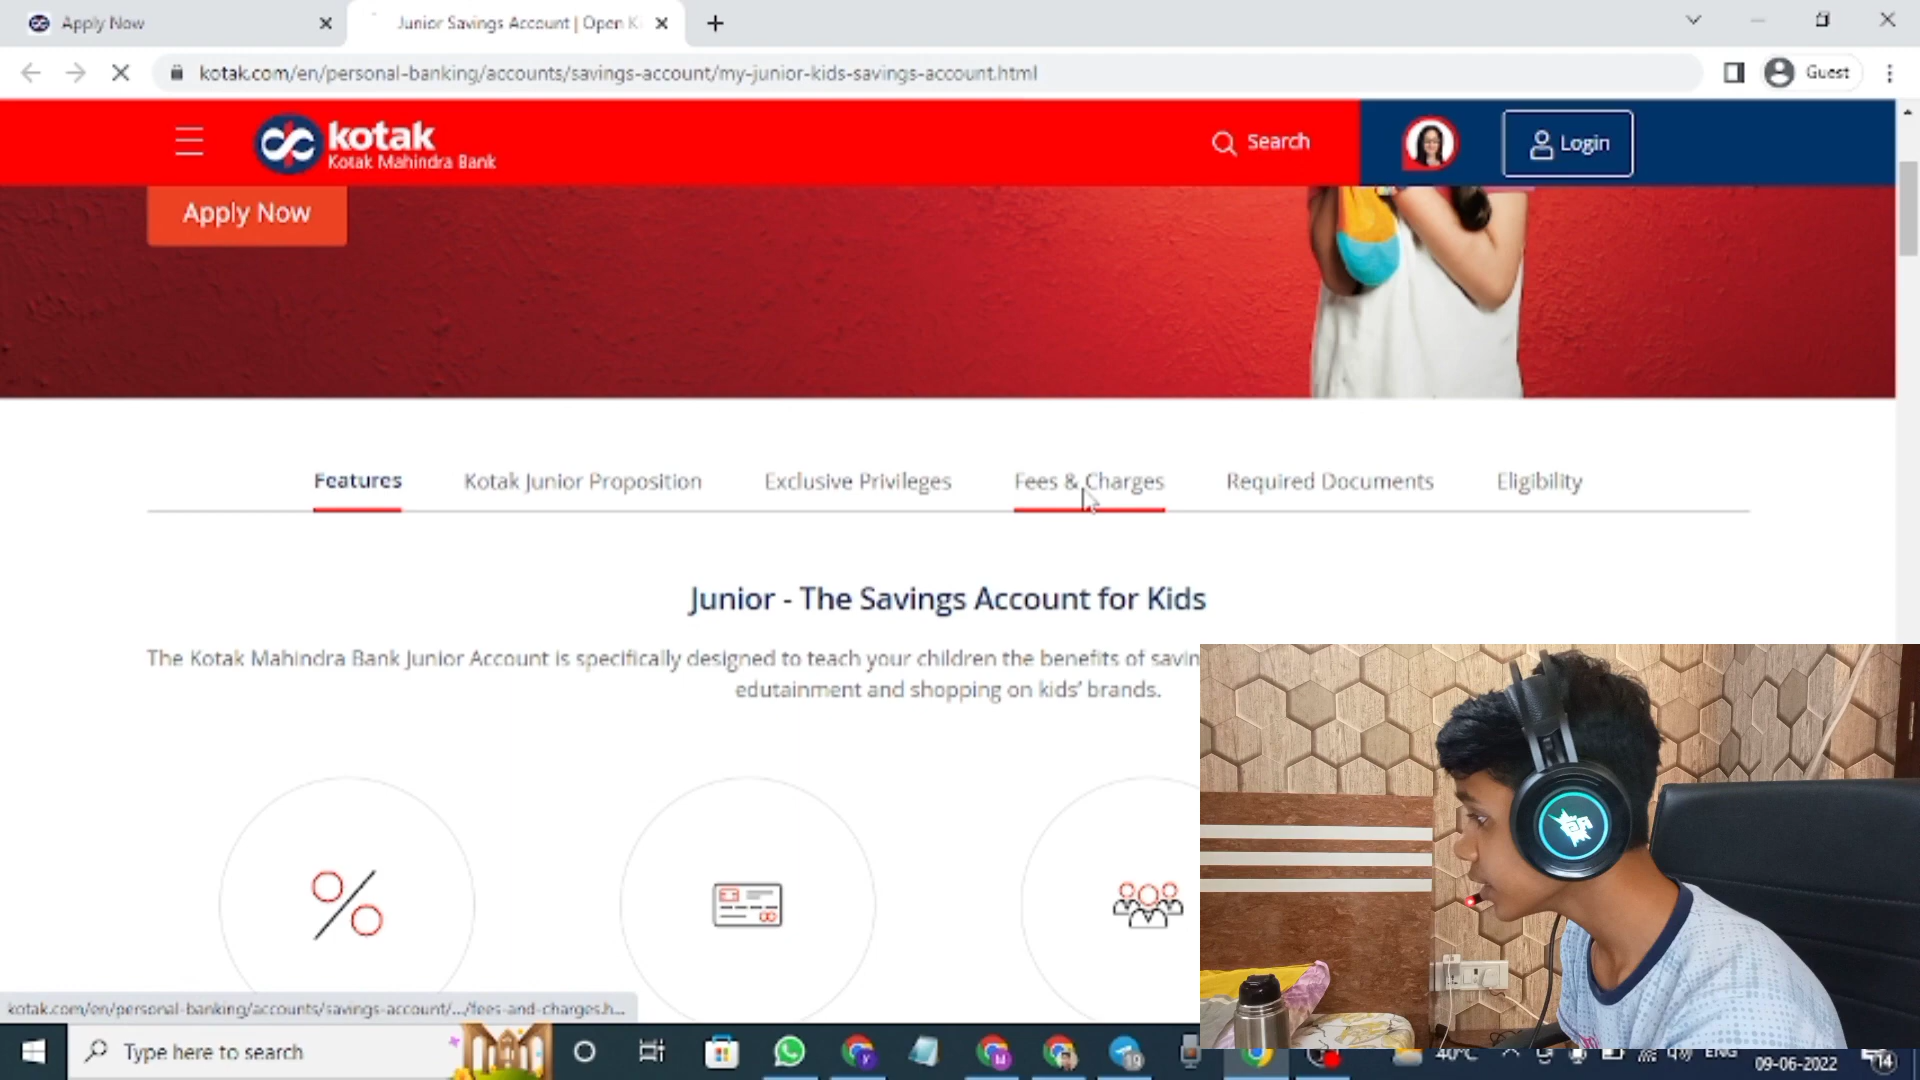 Apply Now
Junior Savings Account | Open K
kotak.com/en/personal-banking/accounts/savings-account/my-junior-kids-savings-account.html
Guest
kotak
Kotak Mahindra Bank
Search
Login
Apply Now
Features
Kotak Junior Proposition
Exclusive Privileges
Fees & Charges
Required Documents
Eligibility
Junior - The Savings Account for Kids
The Kotak Mahindra Bank Junior Account is specifically designed to teach your children the benefits of savin
edutainment and shopping on kids' brands.
kotak.com/en/personal-banking/accounts/savings-account/.../fees-and-charges.h...
Type here to search
19
40°C
ENG
09-06-2022
14